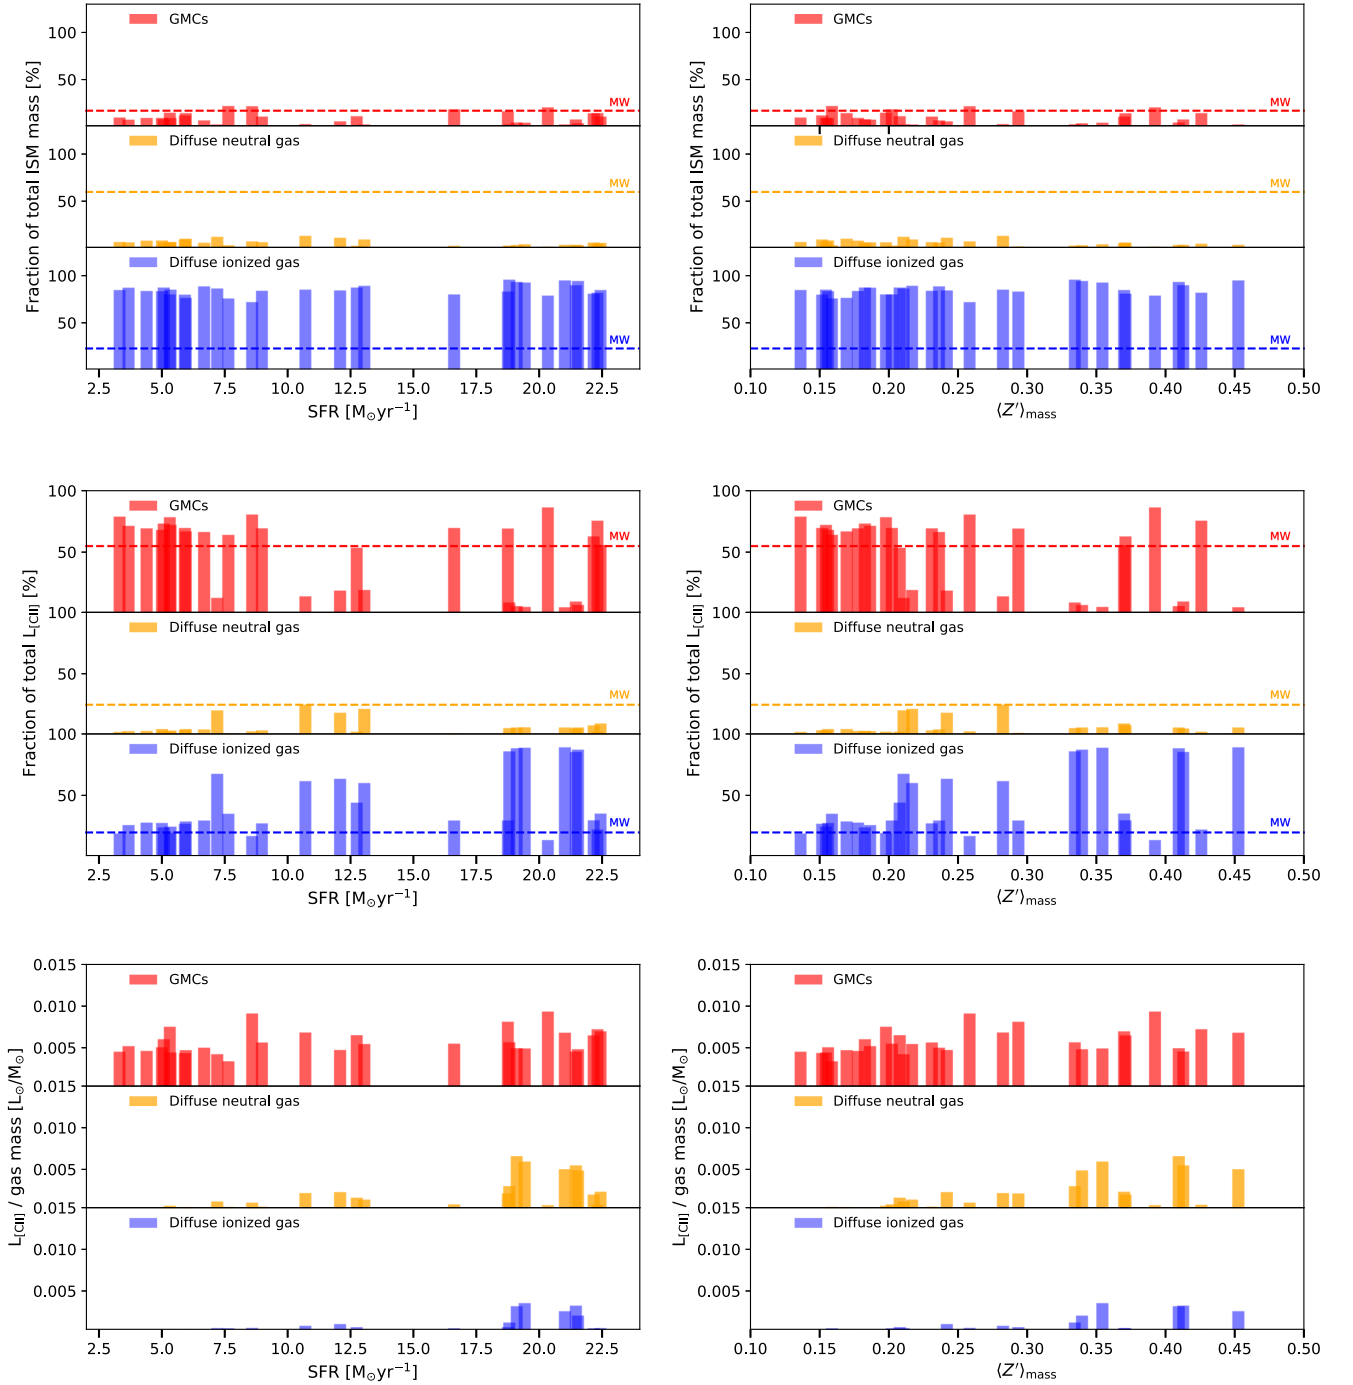 GMCs
100
50
MW
Diffuse neutral gas
100
50
MW
Diffuse ionized gas
100
50
MW
Fraction of total ISM mass [%]
2.5 5.0 7.5 10.0 12.5 15.0 17.5 20.0 22.5
SFR [M⊙yr⁻¹]
GMCs
100
50
MW
Diffuse neutral gas
100
50
MW
Diffuse ionized gas
100
50
MW
Fraction of total ISM mass [%]
0.10 0.15 0.20 0.25 0.30 0.35 0.40 0.45 0.50
⟨Z′⟩mass
100
GMCs
50
MW
100
Diffuse neutral gas
50
MW
100
Diffuse ionized gas
50
MW
Fraction of total L[CII] [%]
2.5 5.0 7.5 10.0 12.5 15.0 17.5 20.0 22.5
SFR [M⊙yr⁻¹]
100
GMCs
50
MW
100
Diffuse neutral gas
50
MW
100
Diffuse ionized gas
50
MW
Fraction of total L[CII] [%]
0.10 0.15 0.20 0.25 0.30 0.35 0.40 0.45 0.50
⟨Z′⟩mass
0.015
GMCs
0.010
0.005
0.015
Diffuse neutral gas
0.010
0.005
0.015
Diffuse ionized gas
0.010
0.005
L[CII] / gas mass [L⊙/M⊙]
2.5 5.0 7.5 10.0 12.5 15.0 17.5 20.0 22.5
SFR [M⊙yr⁻¹]
0.015
GMCs
0.010
0.005
0.015
Diffuse neutral gas
0.010
0.005
0.015
Diffuse ionized gas
0.010
0.005
L[CII] / gas mass [L⊙/M⊙]
0.10 0.15 0.20 0.25 0.30 0.35 0.40 0.45 0.50
⟨Z′⟩mass